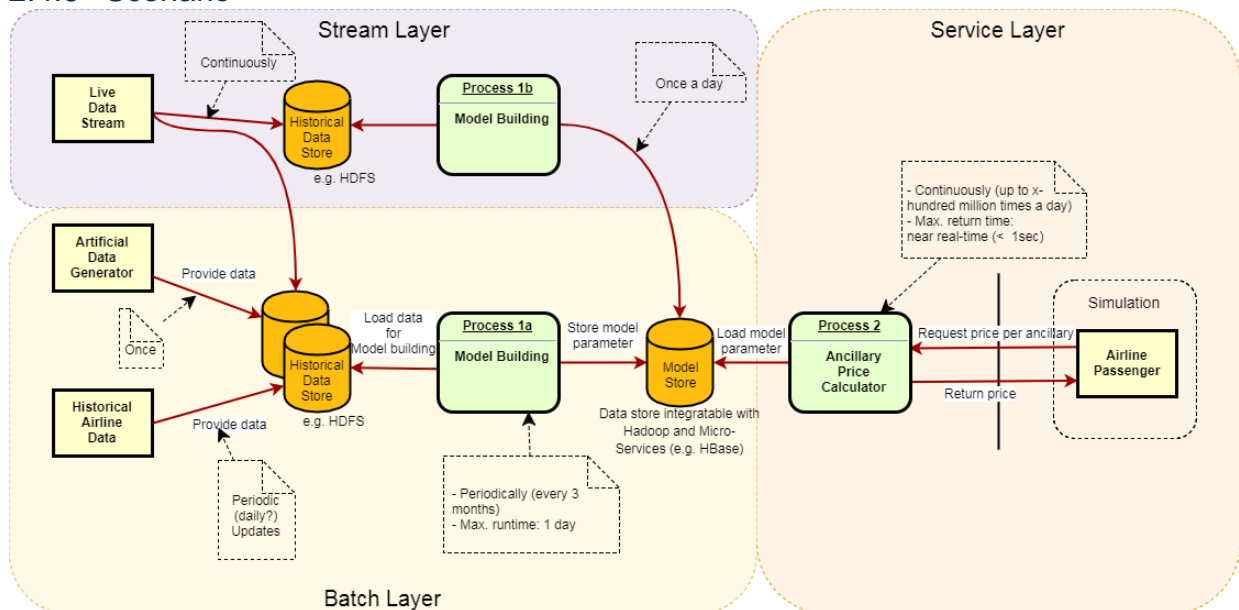 Stream Layer
Service Layer
Continuously
Once a day
Live
Data
Stream
Historical
Data
Store
e.g. HDFS
Process 1b
Model Building
- Continuously (up to x-
hundred million times a day)
- Max. return time:
near real-time (< 1sec)
Artificial
Data
Generator
Provide data
Once
Historical
Airline
Data
Provide data
Periodic
(daily?)
Updates
Historical
Data
Store
e.g. HDFS
Load data
for
Model building
Process 1a
Model Building
- Periodically (every 3
months)
- Max. runtime: 1 day
Store model
parameter
Model
Store
Data store integratable with
Hadoop and Micro-
Services (e.g. HBase)
Load model
parameter
Process 2
Ancillary
Price
Calculator
Request price per ancillary
Return price
Simulation
Airline
Passenger
Batch Layer